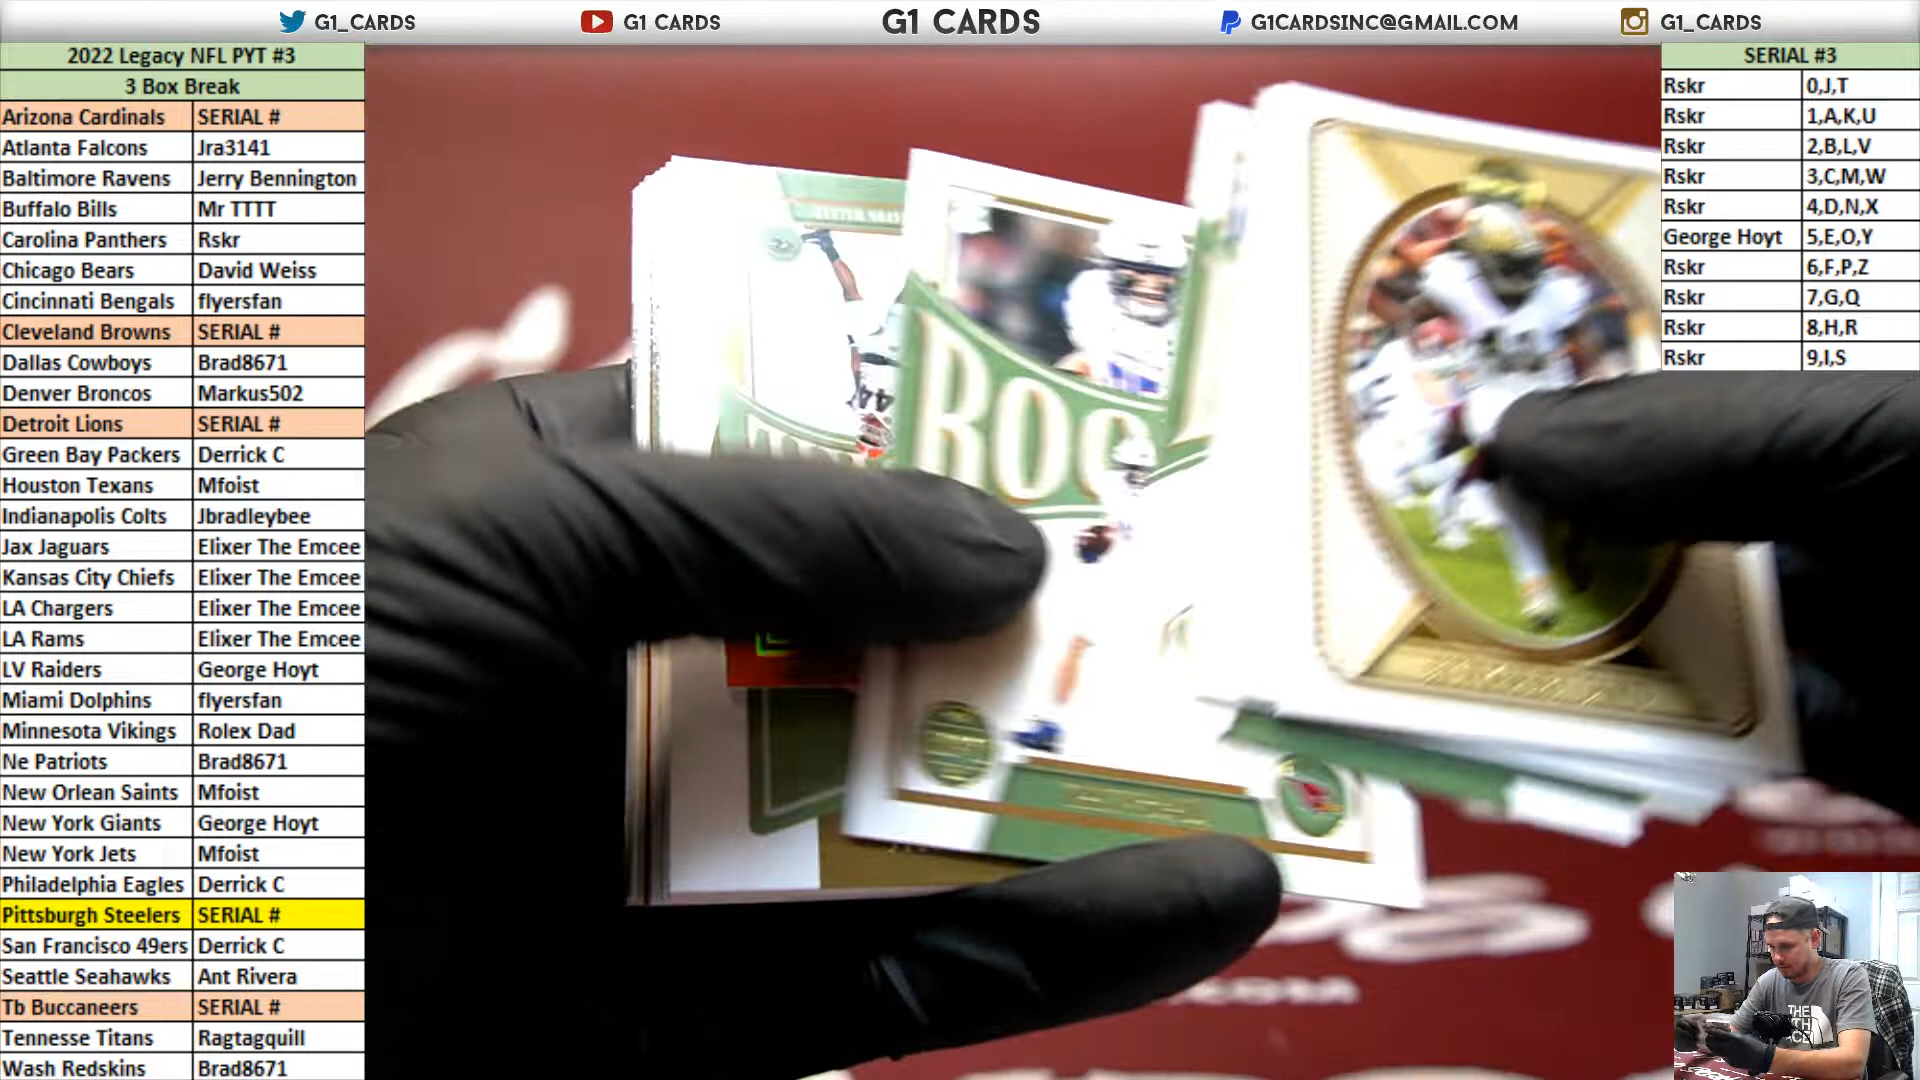 G1_CARDS G1 CARDS G1 CARDS G1CARDSINC@GMAIL.COM G1_CARDS
2022 Legacy NFL PYT #3
3 Box Break
Arizona Cardinals SERIAL #
Atlanta Falcons Jra3141
Baltimore Ravens Jerry Bennington
Buffalo Bills Mr TTTT
Carolina Panthers Rskr
Chicago Bears David Weiss
Cincinnati Bengals flyersfan
Cleveland Browns SERIAL #
Dallas Cowboys Brad8671
Denver Broncos Markus502
Detroit Lions SERIAL #
Green Bay Packers Derrick C
Houston Texans Mfoist
Indianapolis Colts Jbradleybee
Jax Jaguars Elixer The Emcee
Kansas City Chiefs Elixer The Emcee
LA Chargers Elixer The Emcee
LA Rams Elixer The Emcee
LV Raiders George Hoyt
Miami Dolphins flyersfan
Minnesota Vikings Rolex Dad
Ne Patriots Brad8671
New Orlean Saints Mfoist
New York Giants George Hoyt
New York Jets Mfoist
Philadelphia Eagles Derrick C
Pittsburgh Steelers SERIAL #
San Francisco 49ers Derrick C
Seattle Seahawks Ant Rivera
Tb Buccaneers SERIAL #
Tennesse Titans Ragtagquill
Wash Redskins Brad8671
SERIAL #3
Rskr 0,J,T
Rskr 1,A,K,U
Rskr 2,B,L,V
Rskr 3,C,M,W
Rskr 4,D,N,X
George Hoyt 5,E,O,Y
Rskr 6,F,P,Z
Rskr 7,G,Q
Rskr 8,H,R
Rskr 9,I,S
ROO
44
THE